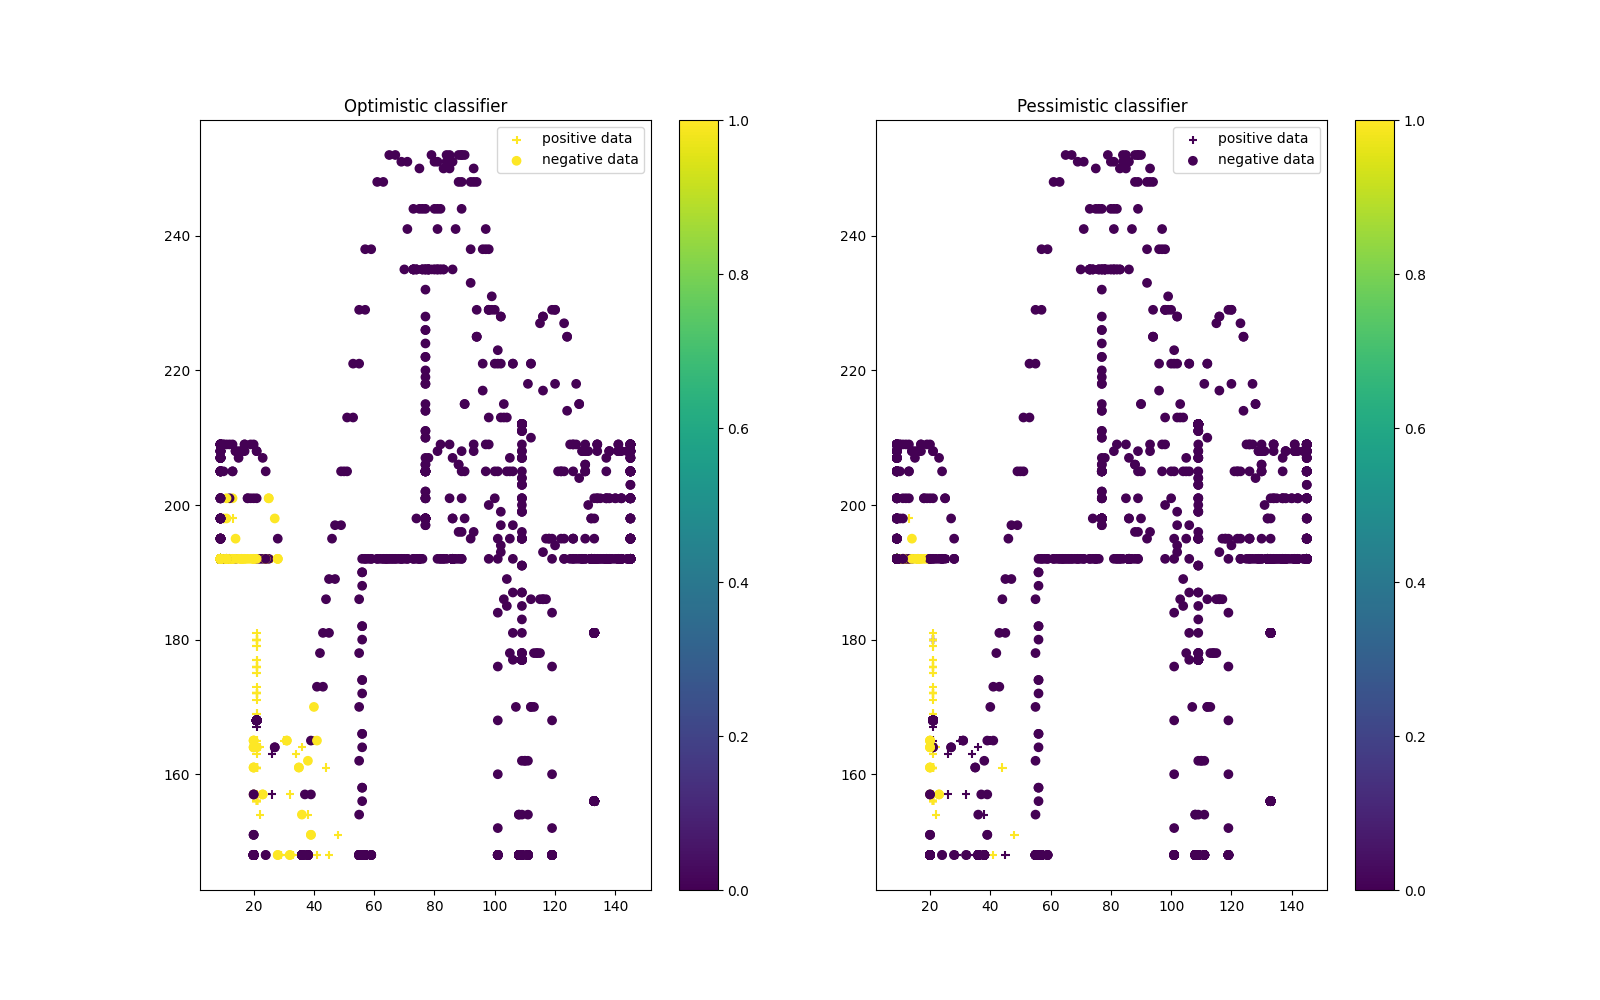 Optimistic classifier
positive data
negative data
240
220
200
180
160
20 40 60 80 100 120 140
1.0
0.8
0.6
0.4
0.2
0.0
Pessimistic classifier
positive data
negative data
240
220
200
180
160
20 40 60 80 100 120 140
1.0
0.8
0.6
0.4
0.2
0.0